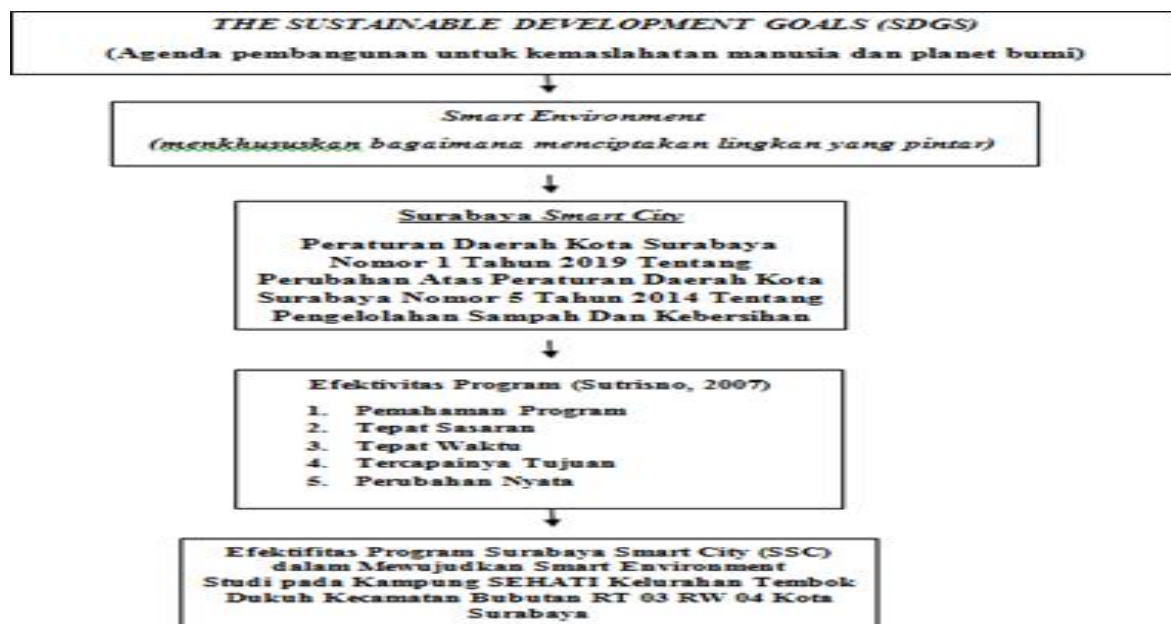 THE SUSTAINABLE DEVELOPMENT GOALS (SDGS)
(Agenda pembangunan untuk kemaslahatan manusia dan planet bumi)
Smart Environment
(menkhususkan bagaimana menciptakan lingkan yang pintar)
Surabaya Smart City
Peraturan Daerah Kota Surabaya
Nomor 1 Tahun 2019 Tentang
Perubahan Atas Peraturan Daerah Kota
Surabaya Nomor 5 Tahun 2014 Tentang
Pengelolahan Sampah Dan Kebersihan
Efektivitas Program (Sutrisno, 2007)
1. Pemahaman Program
2. Tepat Sasaran
3. Tepat Waktu
4. Tercapainya Tujuan
5. Perubahan Nyata
Efektifitas Program Surabaya Smart City (SSC)
dalam Mewujudkan Smart Environment
Studi pada Kampung SEHATI Kelurahan Tembok
Dukuh Kecamatan Bubutan RT 03 RW 04 Kota
Surabaya